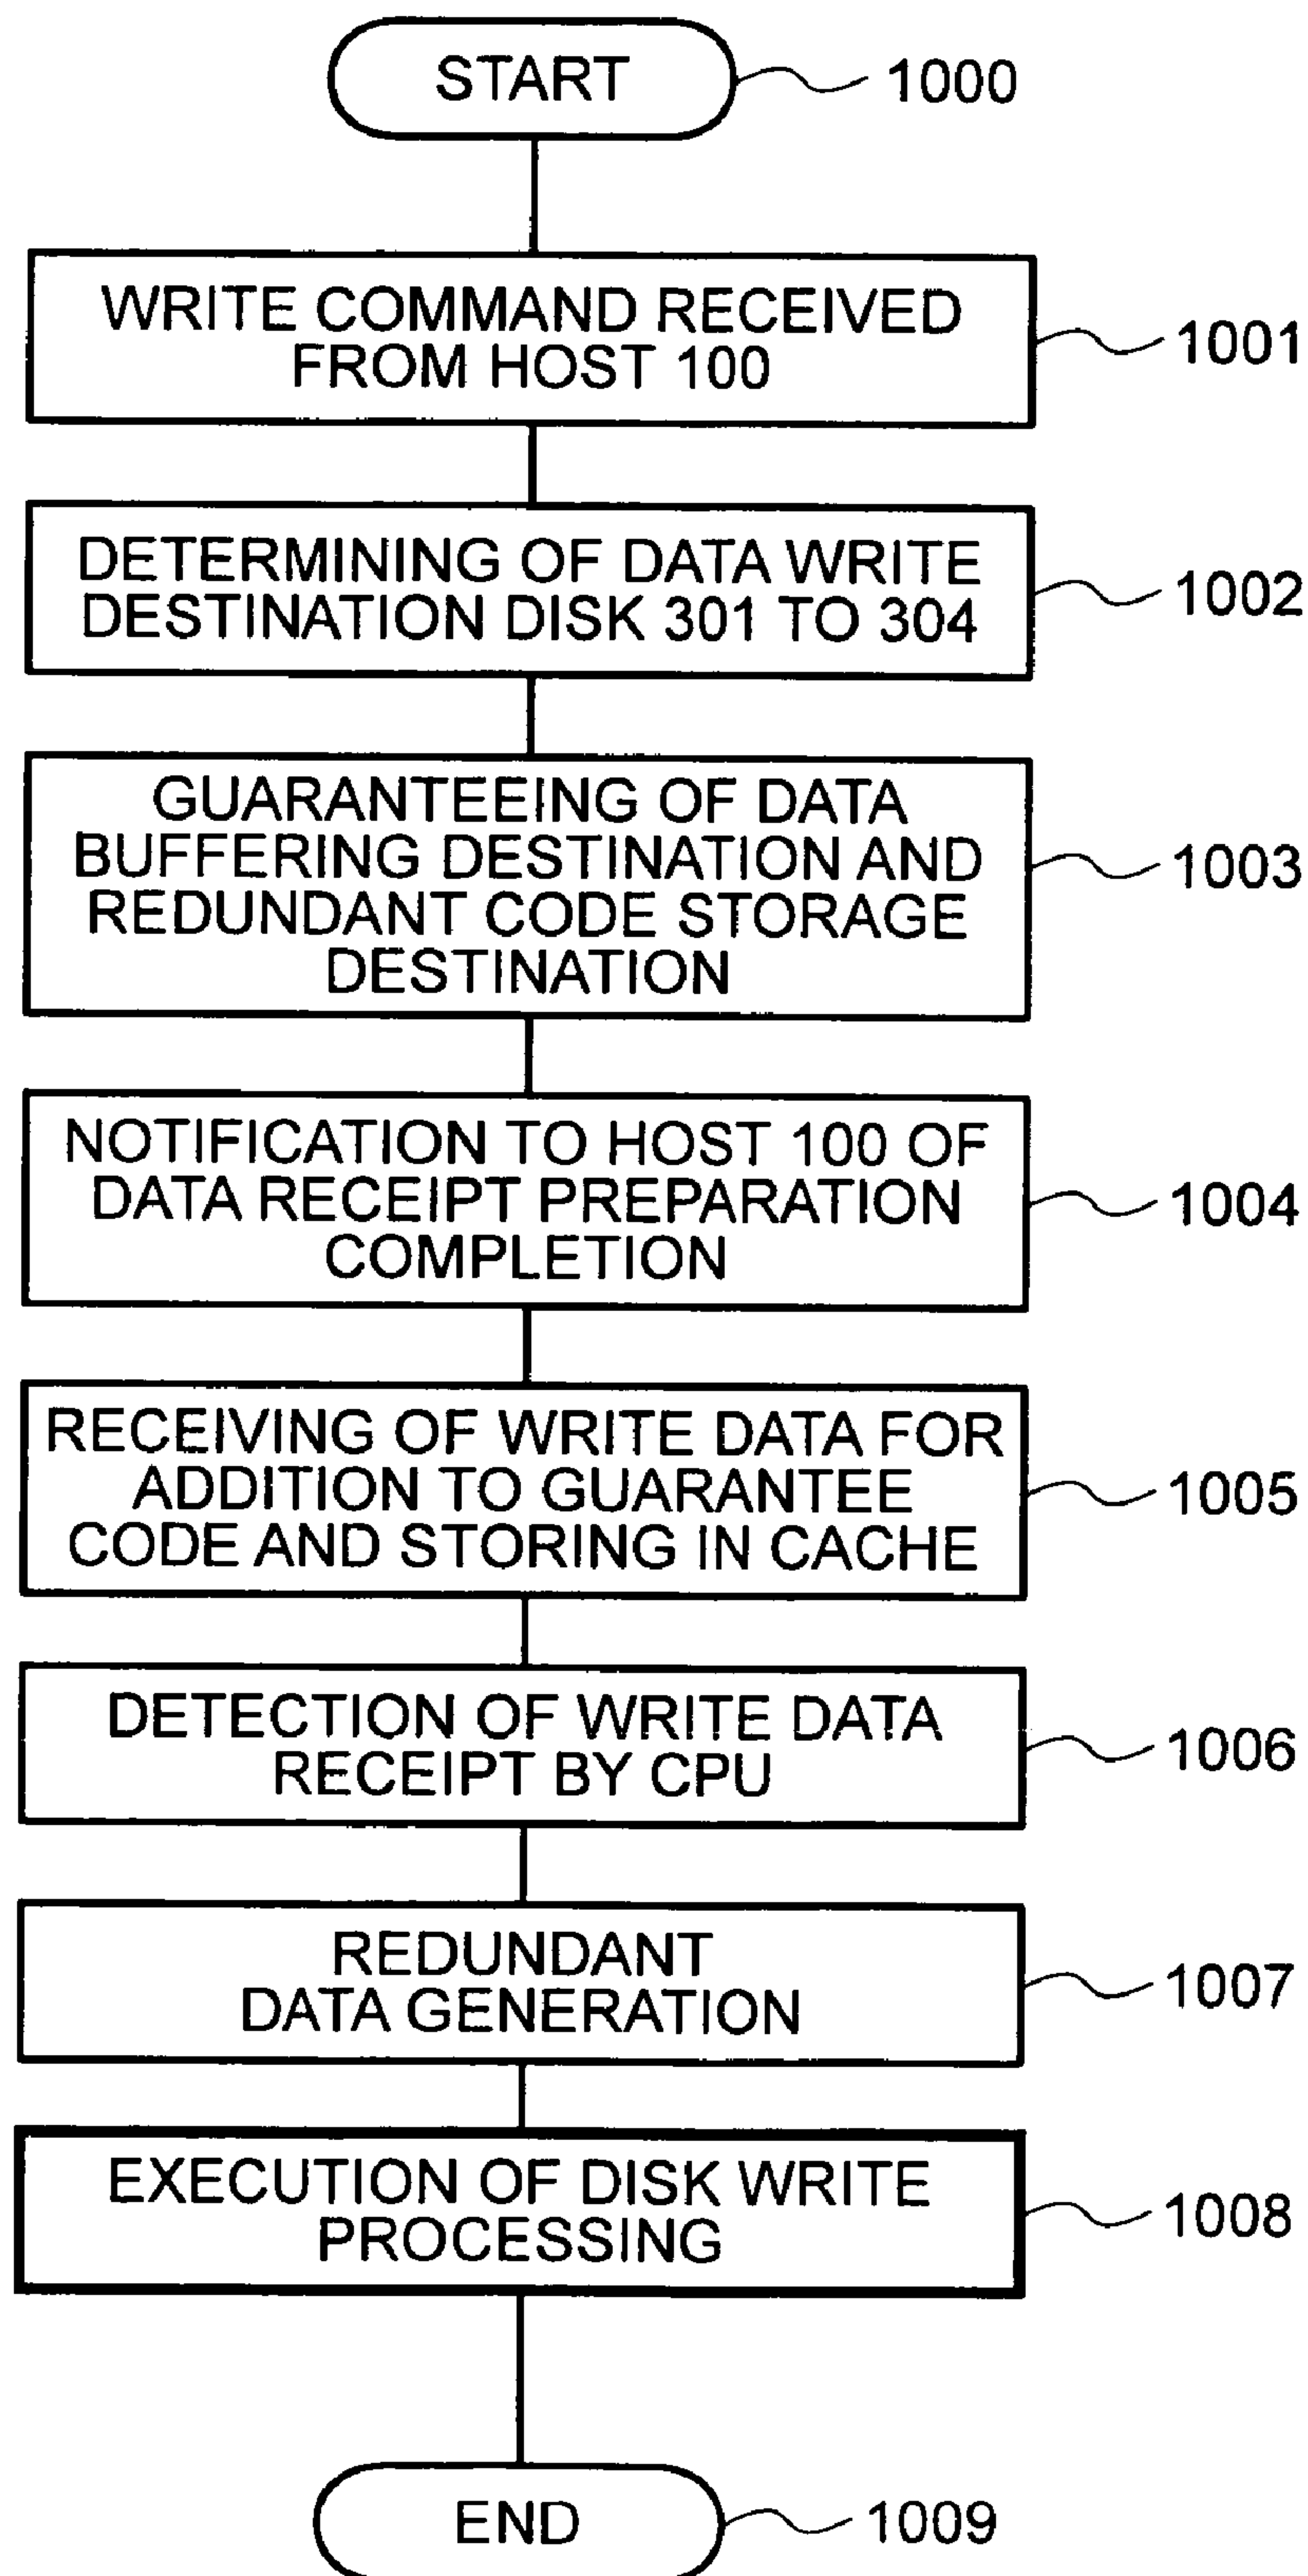 START
1000
WRITE COMMAND RECEIVED
FROM HOST 100
1001
DETERMINING OF DATA WRITE
DESTINATION DISK 301 TO 304
1002
GUARANTEEING OF DATA
BUFFERING DESTINATION AND
REDUNDANT CODE STORAGE
DESTINATION
1003
NOTIFICATION TO HOST 100 OF
DATA RECEIPT PREPARATION
COMPLETION
1004
RECEIVING OF WRITE DATA FOR
ADDITION TO GUARANTEE
CODE AND STORING IN CACHE
1005
DETECTION OF WRITE DATA
RECEIPT BY CPU
1006
REDUNDANT
DATA GENERATION
1007
EXECUTION OF DISK WRITE
PROCESSING
1008
END
1009